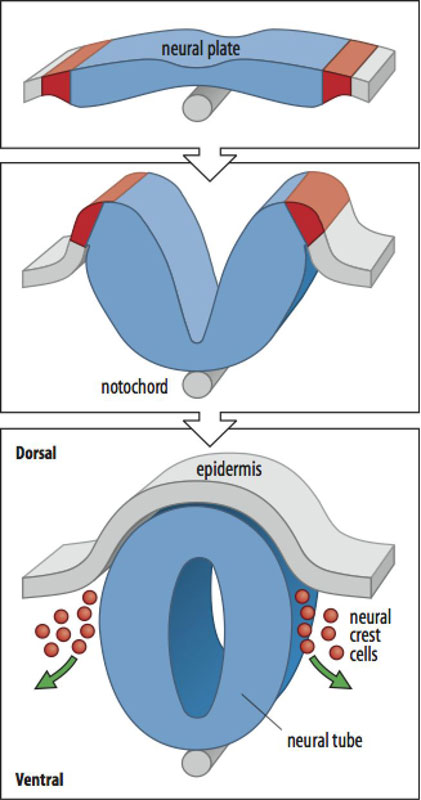 neural plate
notochord
Dorsal
epidermis
neural
crest
cells
neural tube
Ventral